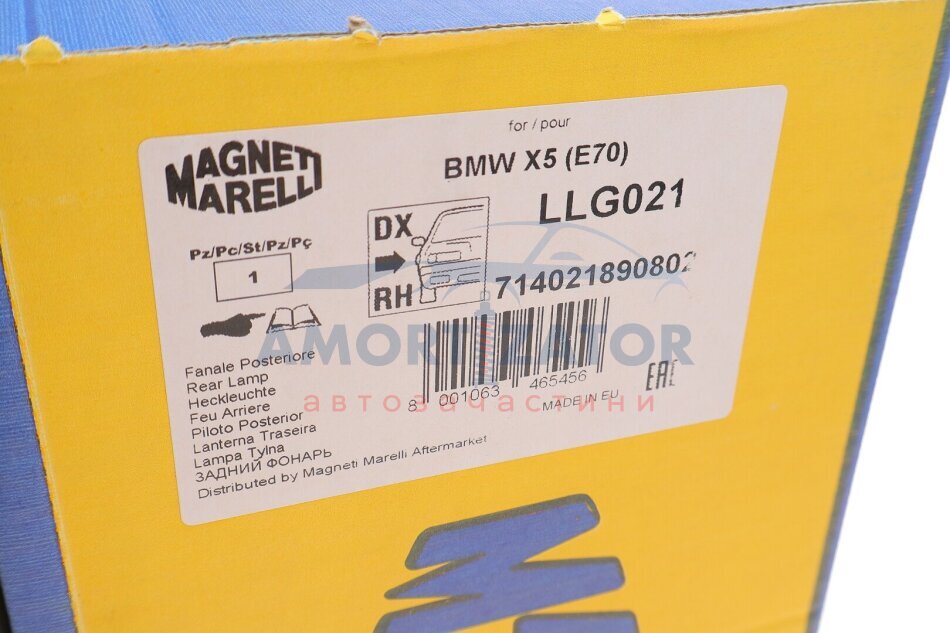 for / pour
BMW X5 (E70)
MAGNETI
MARELLI
LLG021
DX
RH
Pz/Pc/St/Pz/Pç
1
714021890802
AMORTIZATOR
автозачастини
Fanale Posteriore
Rear Lamp
Heckleuchte
Feu Arriere
Piloto Posterior
Lanterna Traseira
Lampa Tylna
ЗАДНИЙ ФОНАРЬ
Distributed by Magneti Marelli Aftermarket
8 001063 465456
MADE IN EU
EAC